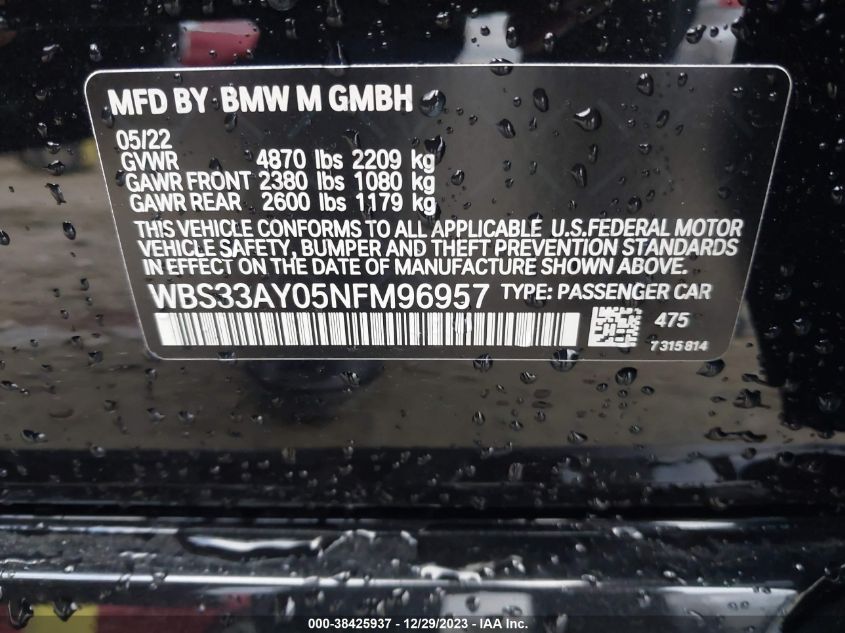 MFD BY BMW M GMBH
05/22
GVWR 4870 lbs 2209 kg
GAWR FRONT 2380 lbs 1080 kg
GAWR REAR 2600 lbs 1179 kg
THIS VEHICLE CONFORMS TO ALL APPLICABLE U.S.FEDERAL MOTOR
VEHICLE SAFETY, BUMPER AND THEFT PREVENTION STANDARDS
IN EFFECT ON THE DATE OF MANUFACTURE SHOWN ABOVE.
WBS33AY05NFM96957 TYPE: PASSENGER CAR
475
7315814
000-38425937 - 12/29/2023 - IAA Inc.